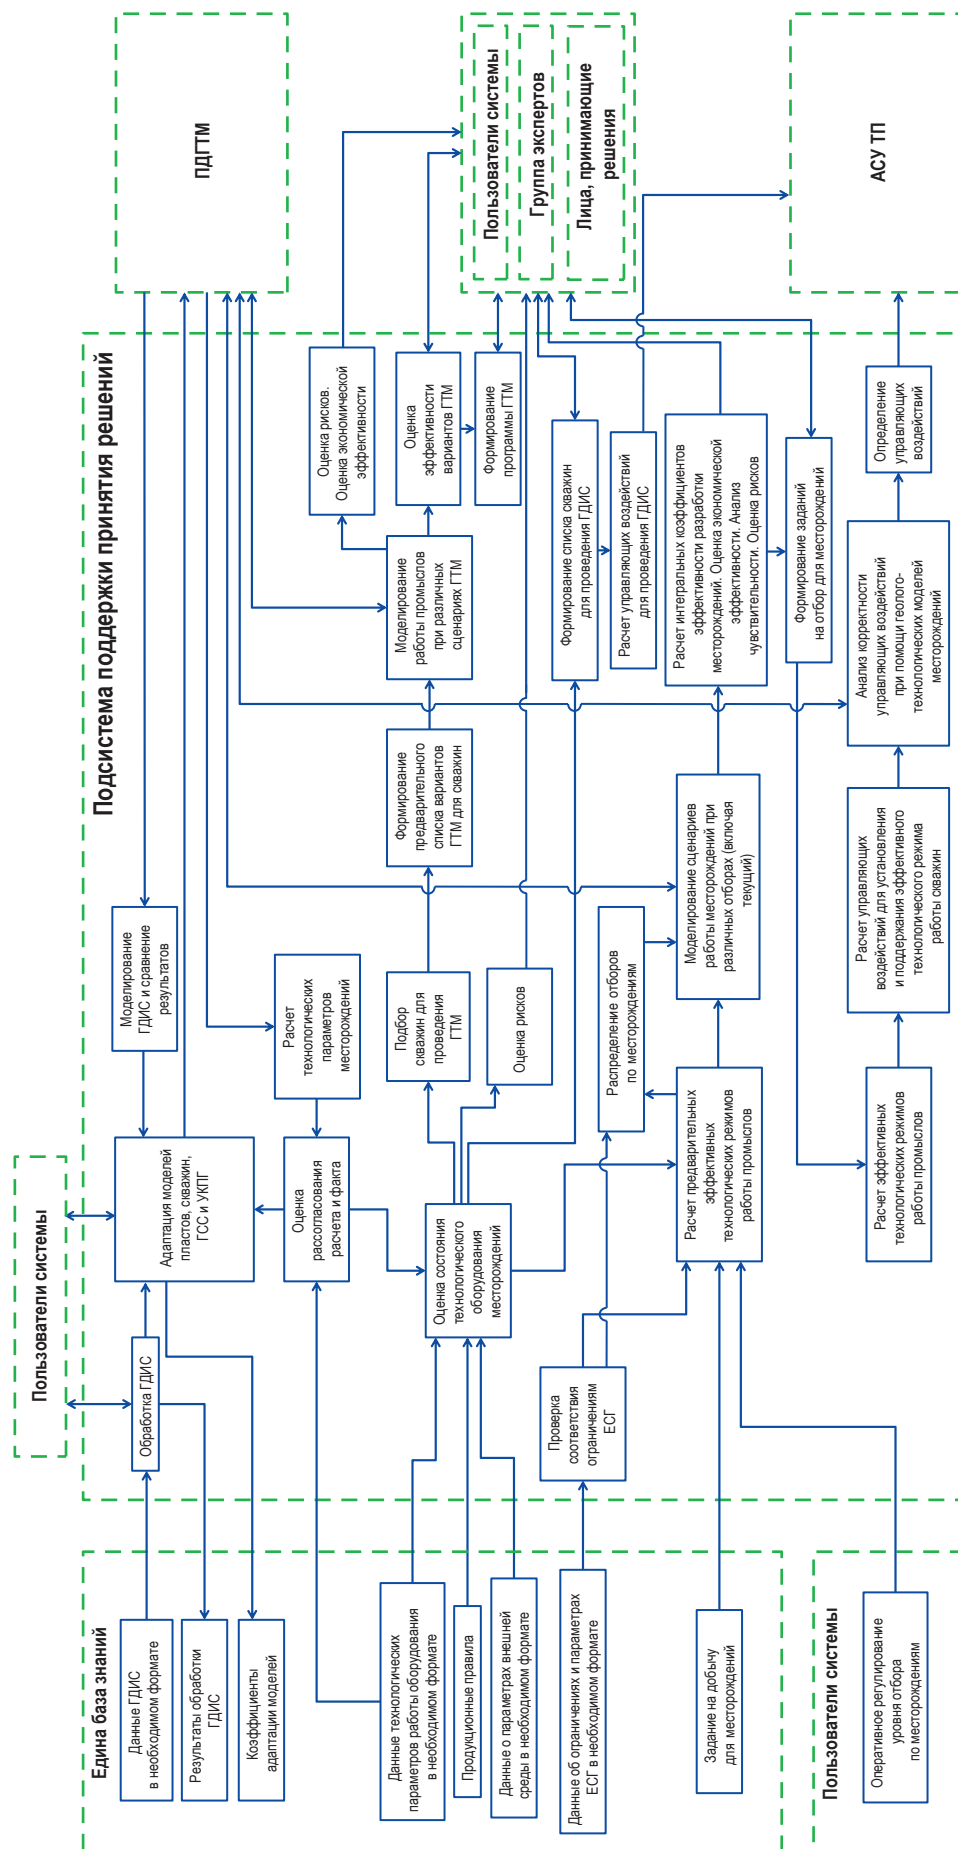 Пользователи системы
Подсистема поддержки принятия решений
ПДГТМ
Пользователи системы
Группа экспертов
Лица, принимающие
решения
АСУ ТП
Едина база знаний
Данные ГДИС
в необходимом формате
Результаты обработки
ГДИС
Коэффициенты
адаптации моделей
Данные технологических
параметров работы оборудования
в необходимом формате
Продукционные правила
Данные о параметрах внешней
среды в необходимом формате
Данные об ограничениях и параметрах
ЕСГ в необходимом формате
Задание на добычу
для месторождений
Пользователи системы
Оперативное регулирование
уровня отбора
по месторождениям
Обработка ГДИС
Адаптация моделей
пластов, скважин,
ГСС и УКПГ
Моделирование
ГДИС и сравнение
результатов
Оценка
рассогласования
расчета и факта
Расчет
технологических
параметров
месторождений
Оценка состояния
технологического
оборудования
месторождений
Подбор
скважин для
проведения
ГТМ
Оценка рисков
Формирование
предварительного
списка вариантов
ГТМ для скважин
Моделирование
работы промыслов
при различных
сценариях ГТМ
Оценка рисков.
Оценка экономической
эффективности
Оценка
эффективности
вариантов ГТМ
Формирование
программы ГТМ
Формирование списка скважин
для проведения ГДИС
Расчет управляющих воздействий
для проведения ГДИС
Проверка
соответствия
ограничениям
ЕСГ
Распределение отборов
по месторождениям
Расчет предварительных
эффективных
технологических режимов
работы промыслов
Моделирование сценариев
работы месторождений при
различных отборах (включая
текущий)
Расчет интегральных коэффициентов
эффективности разработки
месторождений. Оценка экономической
эффективности. Анализ
чувствительности. Оценка рисков
Формирование заданий
на отбор для месторождений
Расчет эффективных
технологических режимов
работы промыслов
Расчет управляющих
воздействий для установления
и поддержания эффективного
технологического режима
работы скважин
Анализ корректности
управляющих воздействий
при помощи геолого-
технологических моделей
месторождений
Определение
управляющих
воздействий